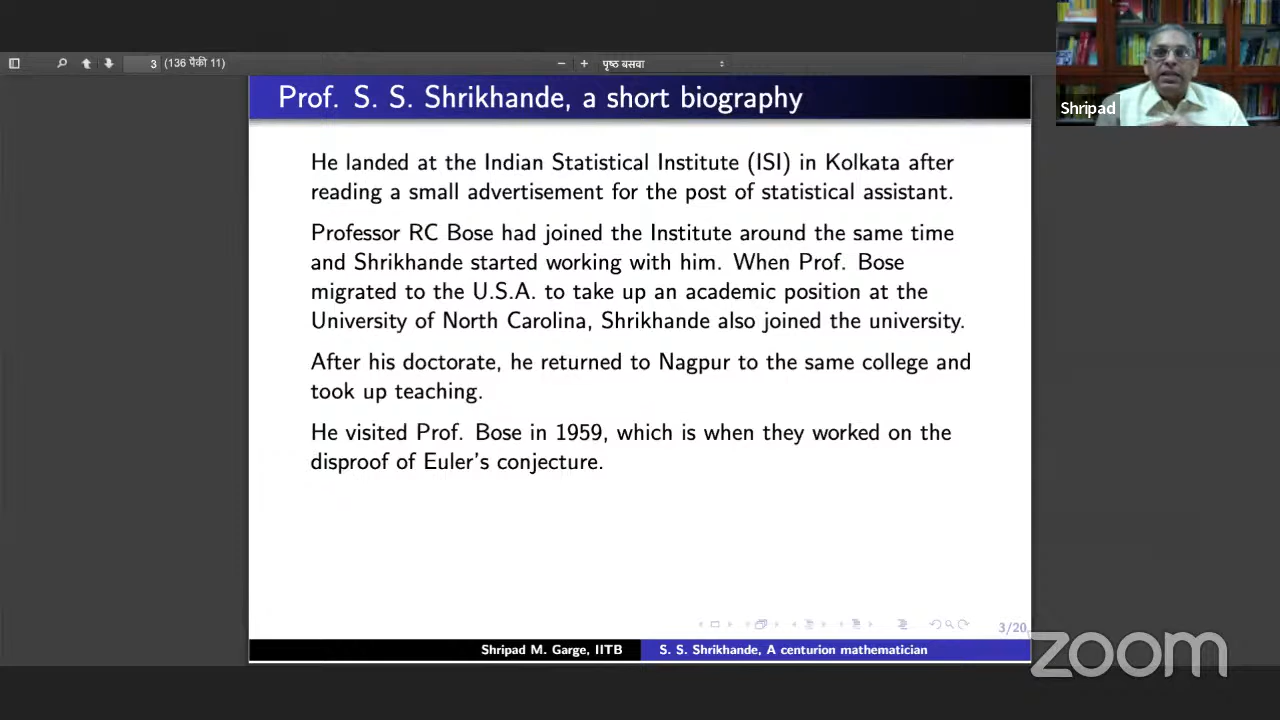 3 (136 पैकी 11)
− + पृष्ठ बसवा
Prof. S. S. Shrikhande, a short biography
Shripad
He landed at the Indian Statistical Institute (ISI) in Kolkata after
reading a small advertisement for the post of statistical assistant.
Professor RC Bose had joined the Institute around the same time
and Shrikhande started working with him. When Prof. Bose
migrated to the U.S.A. to take up an academic position at the
University of North Carolina, Shrikhande also joined the university.
After his doctorate, he returned to Nagpur to the same college and
took up teaching.
He visited Prof. Bose in 1959, which is when they worked on the
disproof of Euler's conjecture.
3/20
Shripad M. Garge, IITB S. S. Shrikhande, A centurion mathematician
zoom